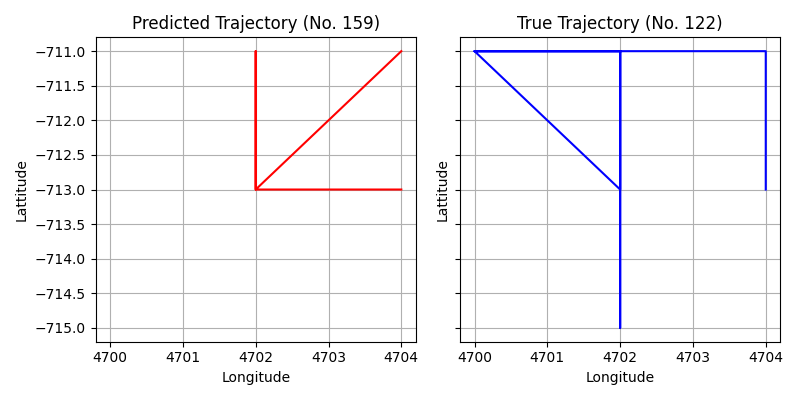 Predicted Trajectory (No. 159)
True Trajectory (No. 122)
−711.0
−711.5
−712.0
−712.5
−713.0
−713.5
−714.0
−714.5
−715.0
Lattitude
Lattitude
4700 4701 4702 4703 4704
4700 4701 4702 4703 4704
Longitude
Longitude